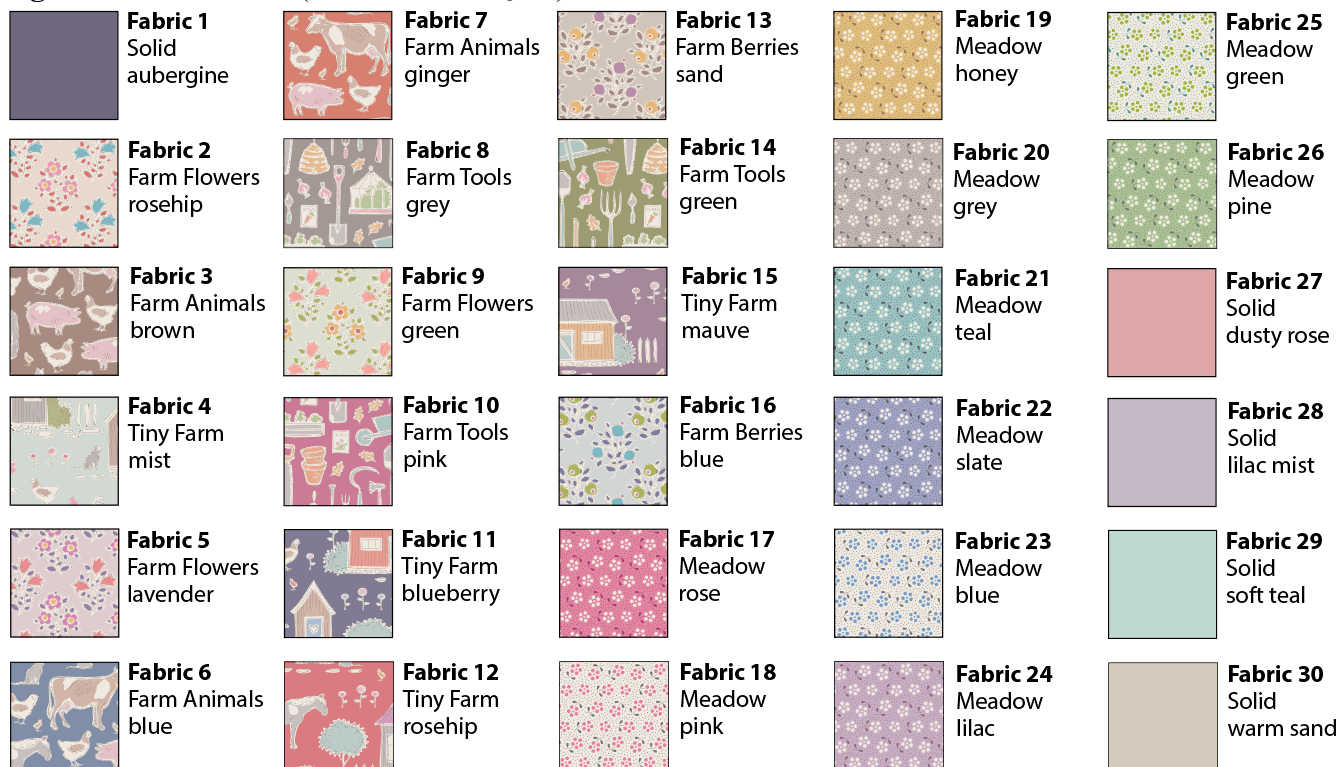 Fabric 1
Solid
aubergine
Fabric 2
Farm Flowers
rosehip
Fabric 3
Farm Animals
brown
Fabric 4
Tiny Farm
mist
Fabric 5
Farm Flowers
lavender
Fabric 6
Farm Animals
blue
Fabric 7
Farm Animals
ginger
Fabric 8
Farm Tools
grey
Fabric 9
Farm Flowers
green
Fabric 10
Farm Tools
pink
Fabric 11
Tiny Farm
blueberry
Fabric 12
Tiny Farm
rosehip
Fabric 13
Farm Berries
sand
Fabric 14
Farm Tools
green
Fabric 15
Tiny Farm
mauve
Fabric 16
Farm Berries
blue
Fabric 17
Meadow
rose
Fabric 18
Meadow
pink
Fabric 19
Meadow
honey
Fabric 20
Meadow
grey
Fabric 21
Meadow
teal
Fabric 22
Meadow
slate
Fabric 23
Meadow
blue
Fabric 24
Meadow
lilac
Fabric 25
Meadow
green
Fabric 26
Meadow
pine
Fabric 27
Solid
dusty rose
Fabric 28
Solid
lilac mist
Fabric 29
Solid
soft teal
Fabric 30
Solid
warm sand